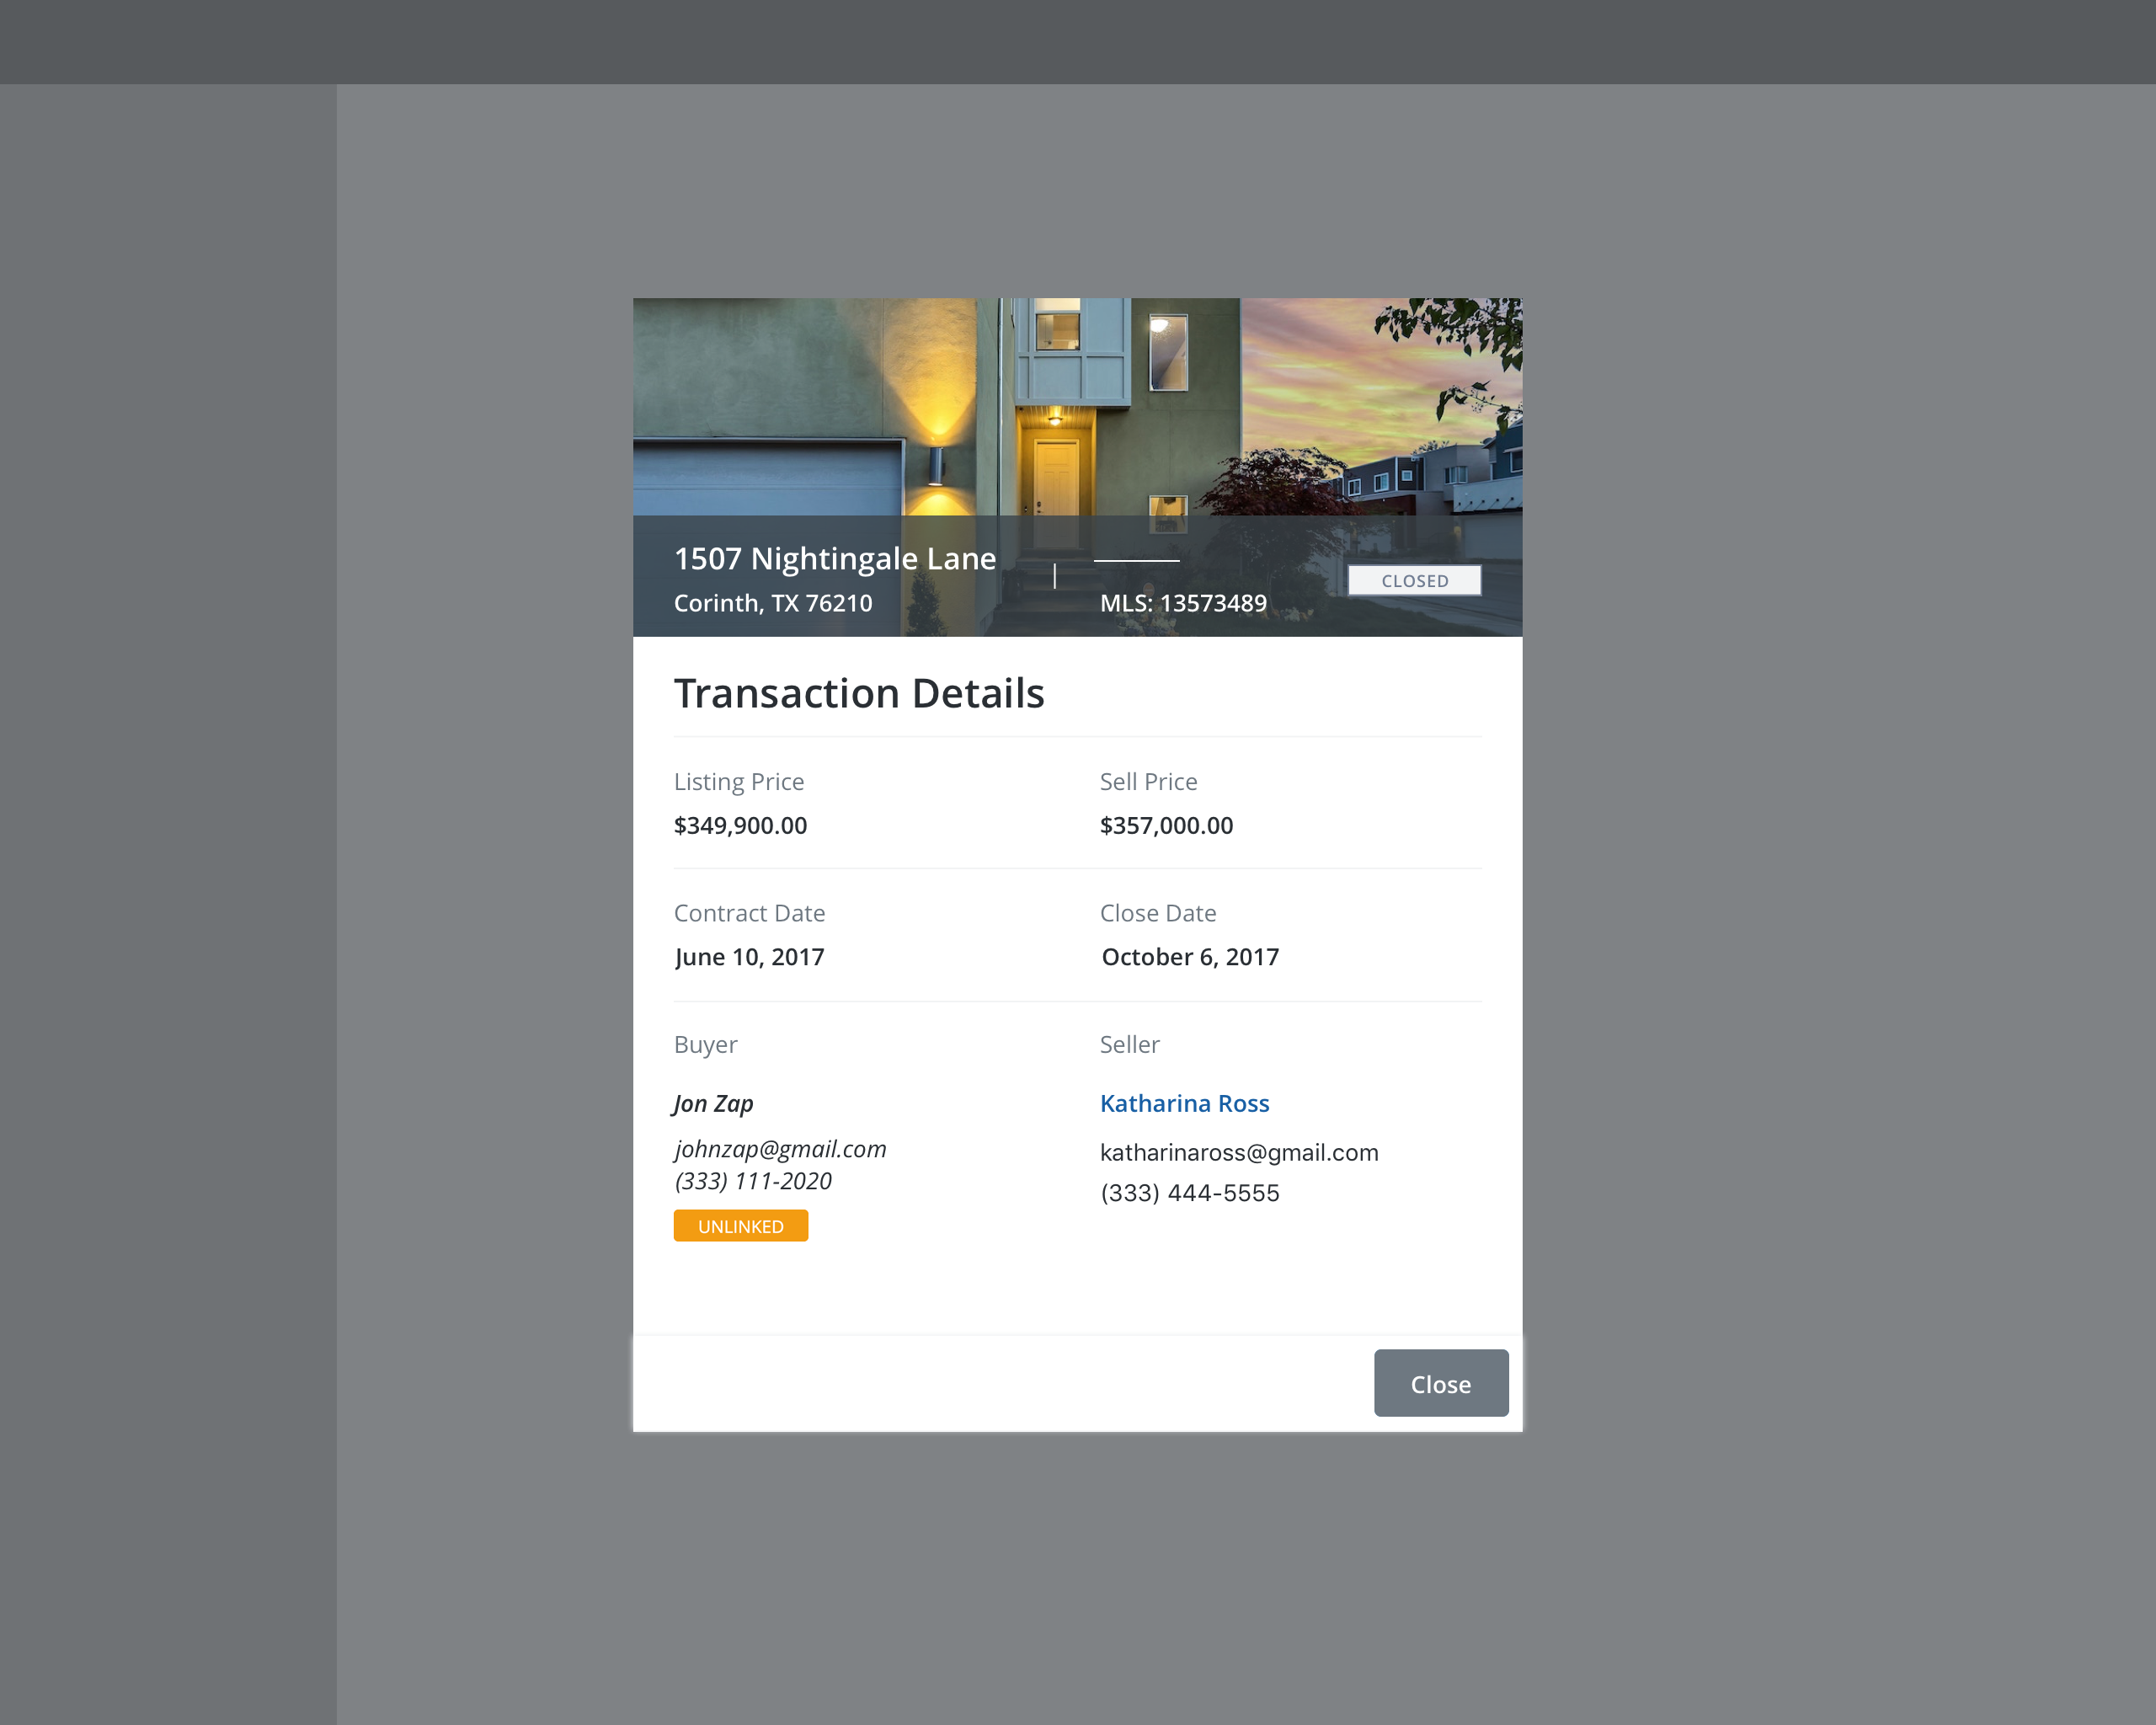 1507 Nightingale Lane
Corinth, TX 76210
MLS: 13573489
CLOSED
Transaction Details
Listing Price
$349,900.00
Sell Price
$357,000.00
Contract Date
June 10, 2017
Close Date
October 6, 2017
Buyer
Jon Zap
johnzap@gmail.com
(333) 111-2020
UNLINKED
Seller
Katharina Ross
katharinaross@gmail.com
(333) 444-5555
Close